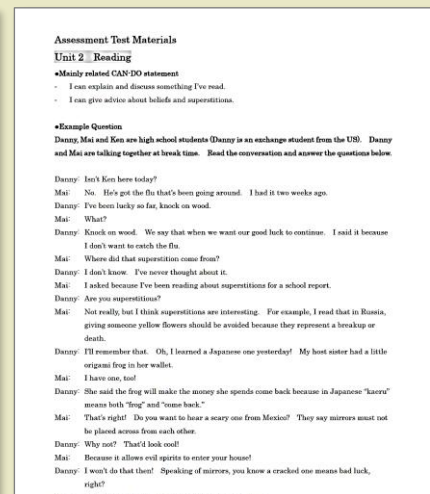 Assessment Test Materials
Unit 2 Reading
●Mainly related CAN-DO statement
- I can explain and discuss something I've read.
- I can give advice about beliefs and superstitions.
●Example Question
Danny, Mai and Ken are high school students (Danny is an exchange student from the US). Danny
and Mai are talking together at break time. Read the conversation and answer the questions below.
Danny: Isn't Ken here today?
Mai: No. He's got the flu that's been going around. I had it two weeks ago.
Danny: I've been lucky so far, knock on wood.
Mai: What?
Danny: Knock on wood. We say that when we want our good luck to continue. I said it because
I don't want to catch the flu.
Mai: Where did that superstition come from?
Danny: I don't know. I've never thought about it.
Mai: I asked because I've been reading about superstitions for a school report.
Danny: Are you superstitious?
Mai: Not really, but I think superstitions are interesting. For example, I read that in Russia,
giving someone yellow flowers should be avoided because they represent a breakup or
death.
Danny: I'll remember that. Oh, I learned a Japanese one yesterday! My host sister had a little
origami frog in her wallet.
Mai: I have one, too!
Danny: She said the frog will make the money she spends come back because in Japanese "kaeru"
means both "frog" and "come back."
Mai: That's right! Do you want to hear a scary one from Mexico? They say mirrors must not
be placed across from each other.
Danny: Why not? That'd look cool!
Mai: Because it allows evil spirits to enter your house!
Danny: I won't do that then! Speaking of mirrors, you know a cracked one means bad luck,
right?